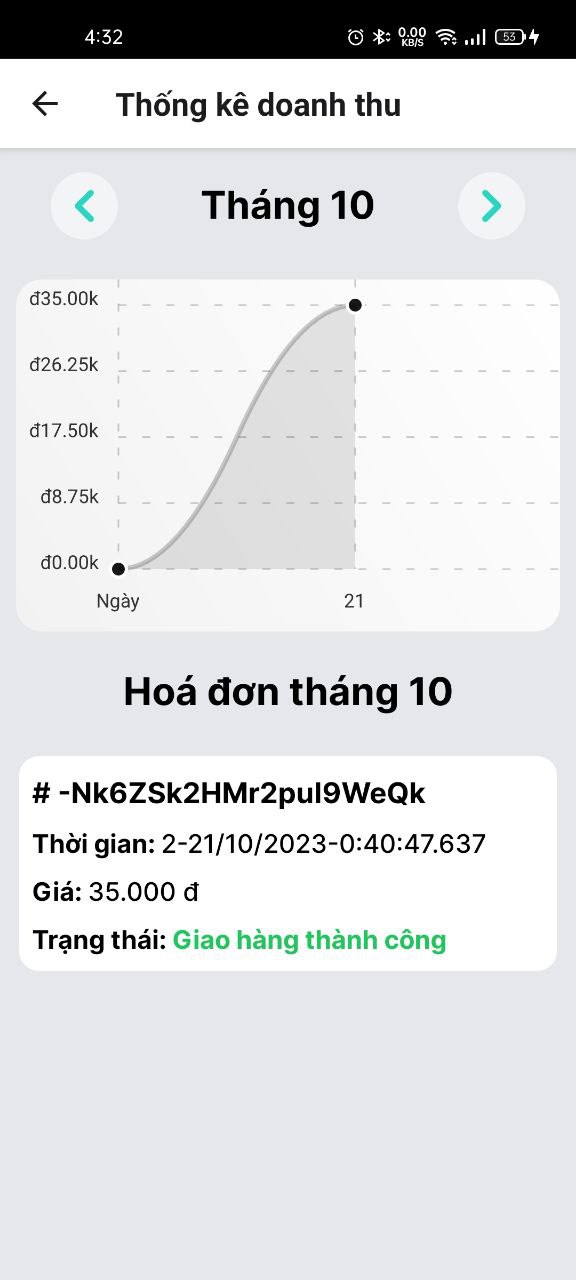 4:32
0.00
KB/S
53
Thống kê doanh thu
Tháng 10
đ35.00k
đ26.25k
đ17.50k
đ8.75k
đ0.00k
Ngày
21
Hoá đơn tháng 10
# -Nk6ZSk2HMr2pul9WeQk
Thời gian: 2-21/10/2023-0:40:47.637
Giá: 35.000 đ
Trạng thái: Giao hàng thành công